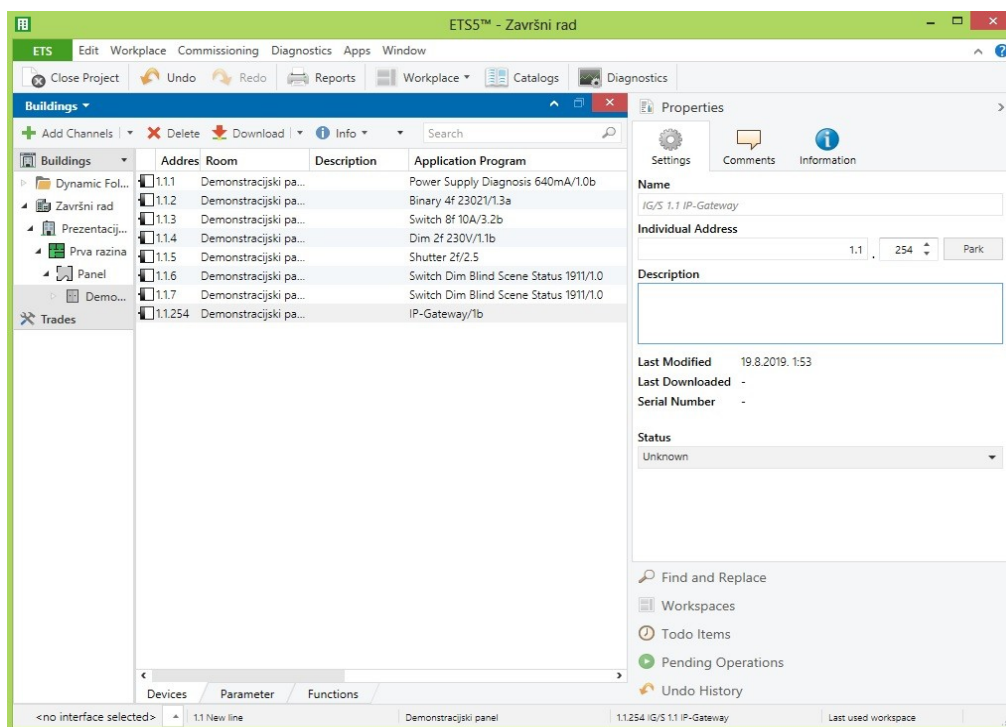 ETS5™ - Završni rad
ETS Edit Workplace Commissioning Diagnostics Apps Window
Close Project Undo Redo Reports Workplace Catalogs Diagnostics
Buildings
Add Channels Delete Download Info Search
Buildings
Dynamic Fol...
Završni rad
Prezentacij...
Prva razina
Panel
Demo...
Trades
Addres Room Description Application Program
1.1.1 Demonstracijski pa... Power Supply Diagnosis 640mA/1.0b
1.1.2 Demonstracijski pa... Binary 4f 23021/1.3a
1.1.3 Demonstracijski pa... Switch 8f 10A/3.2b
1.1.4 Demonstracijski pa... Dim 2f 230V/1.1b
1.1.5 Demonstracijski pa... Shutter 2f/2.5
1.1.6 Demonstracijski pa... Switch Dim Blind Scene Status 1911/1.0
1.1.7 Demonstracijski pa... Switch Dim Blind Scene Status 1911/1.0
1.1.254 Demonstracijski pa... IP-Gateway/1b
Devices Parameter Functions
Properties
Settings Comments Information
Name
IG/S 1.1 IP-Gateway
Individual Address
1.1 . 254 Park
Description
Last Modified 19.8.2019. 1:53
Last Downloaded -
Serial Number -
Status
Unknown
Find and Replace
Workspaces
Todo Items
Pending Operations
Undo History
<no interface selected> 1.1 New line Demonstracijski panel 1.1.254 IG/S 1.1 IP-Gateway Last used workspace